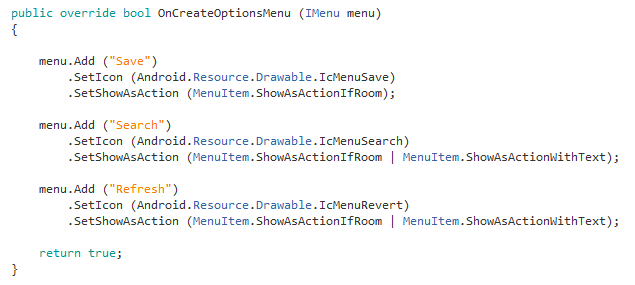 public override bool OnCreateOptionsMenu (IMenu menu)
{
menu.Add ("Save")
.SetIcon (Android.Resource.Drawable.IcMenuSave)
.SetShowAsAction (MenuItem.ShowAsActionIfRoom);
menu.Add ("Search")
.SetIcon (Android.Resource.Drawable.IcMenuSearch)
.SetShowAsAction (MenuItem.ShowAsActionIfRoom | MenuItem.ShowAsActionWithText);
menu.Add ("Refresh")
.SetIcon (Android.Resource.Drawable.IcMenuRevert)
.SetShowAsAction (MenuItem.ShowAsActionIfRoom | MenuItem.ShowAsActionWithText);
return true;
}